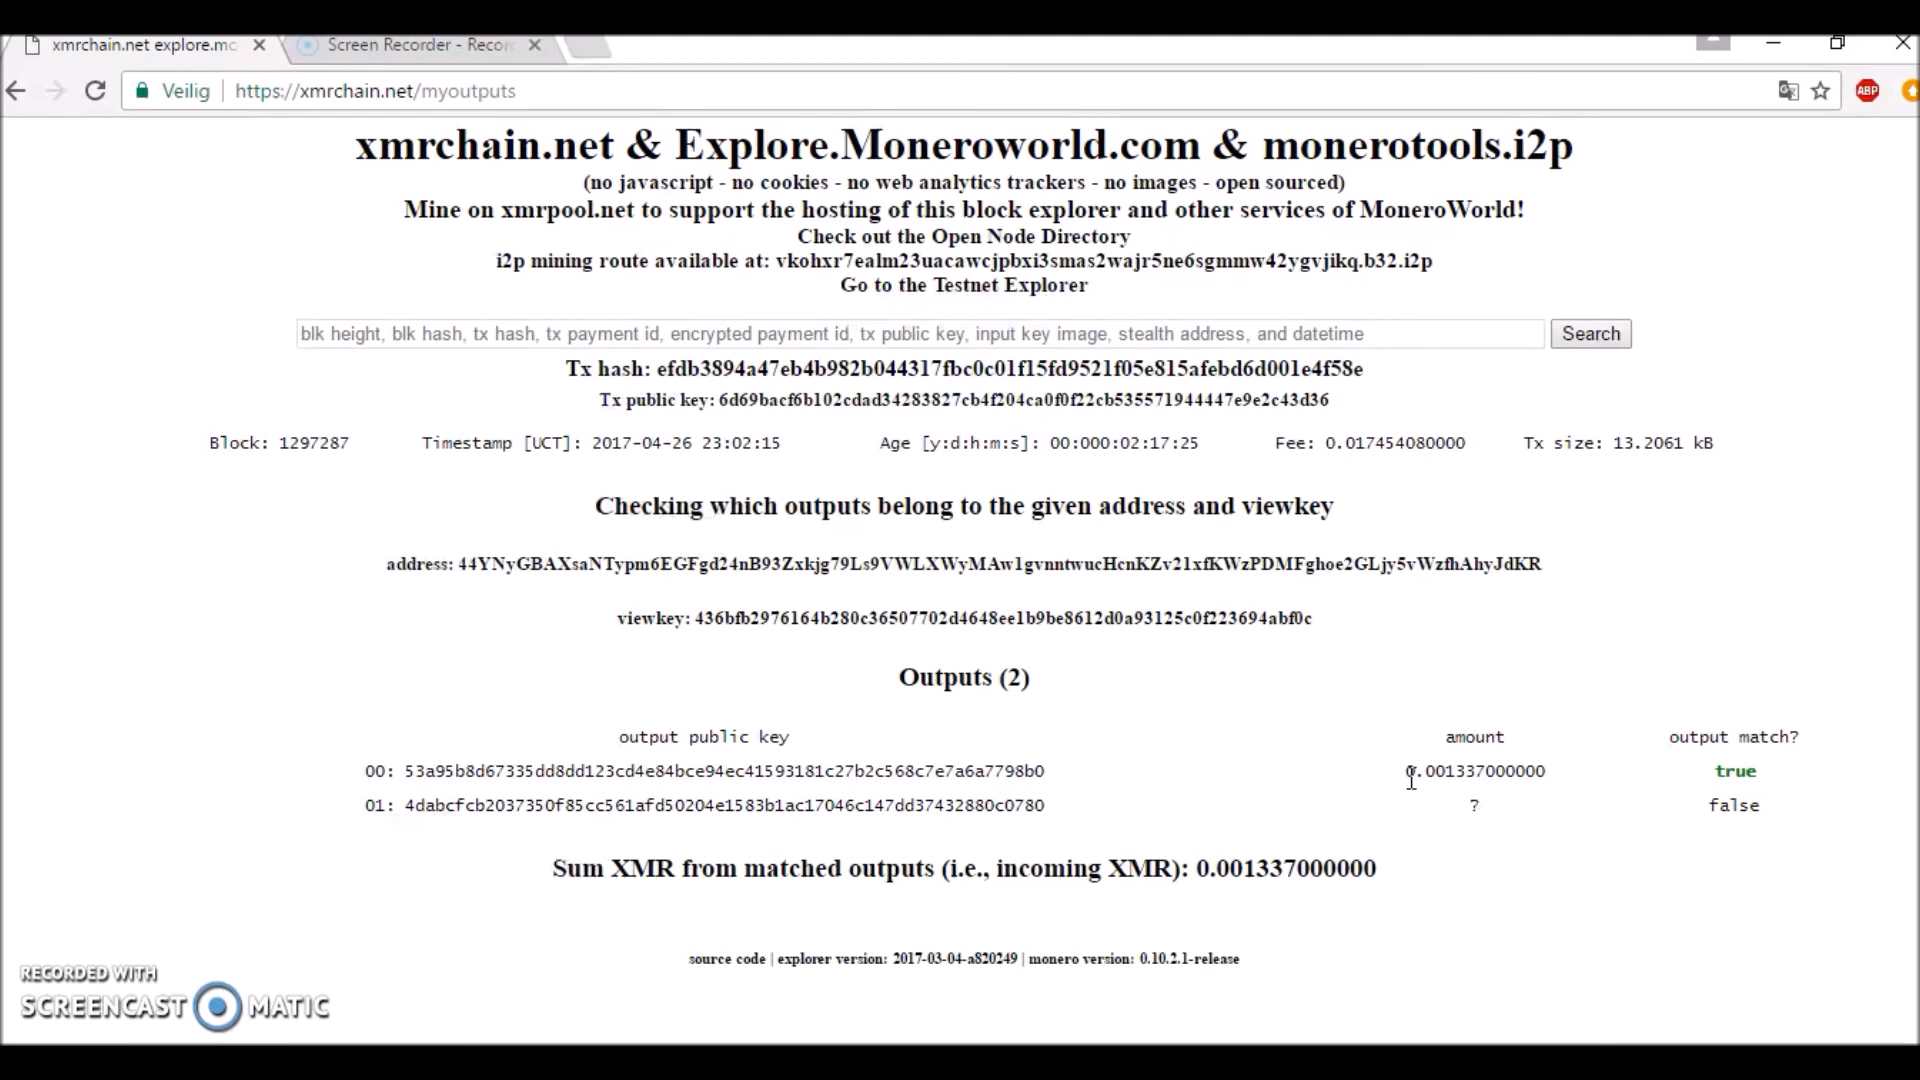 xmrchain.net explore.mo
Screen Recorder - Recor
Veilig
https://xmrchain.net/myoutputs
ABP
xmrchain.net & Explore.Moneroworld.com & monerotools.i2p
(no javascript - no cookies - no web analytics trackers - no images - open sourced)
Mine on xmrpool.net to support the hosting of this block explorer and other services of MoneroWorld!
Check out the Open Node Directory
i2p mining route available at: vkohxr7ealm23uacawcjpbxi3smas2wajr5ne6sgmmw42ygvjikq.b32.i2p
Go to the Testnet Explorer
blk height, blk hash, tx hash, tx payment id, encrypted payment id, tx public key, input key image, stealth address, and datetime
Search
Tx hash: efdb3894a47eb4b982b044317fbc0c01f15fd9521f05e815afebd6d001e4f58e
Tx public key: 6d69bacf6b102cdad34283827cb4f204ca0f0f22cb535571944447e9e2c43d36
Block: 1297287 Timestamp [UCT]: 2017-04-26 23:02:15 Age [y:d:h:m:s]: 00:000:02:17:25 Fee: 0.017454080000 Tx size: 13.2061 kB
Checking which outputs belong to the given address and viewkey
address: 44YNyGBAXsaNTypm6EGFgd24nB93Zxkjg79Ls9VWLXWyMAw1gvnntwucHcnKZv21xfKWzPDMFghoe2GLjy5vWzfhAhyJdKR
viewkey: 436bfb2976164b280c36507702d4648ee1b9be8612d0a93125c0f223694abf0c
Outputs (2)
output public key amount output match?
00: 53a95b8d67335dd8dd123cd4e84bce94ec41593181c27b2c568c7e7a6a7798b0 0.001337000000 true
01: 4dabcfcb2037350f85cc561afd50204e1583b1ac17046c147dd37432880c0780 ? false
Sum XMR from matched outputs (i.e., incoming XMR): 0.001337000000
source code | explorer version: 2017-03-04-a820249 | monero version: 0.10.2.1-release
RECORDED WITH
SCREENCAST MATIC